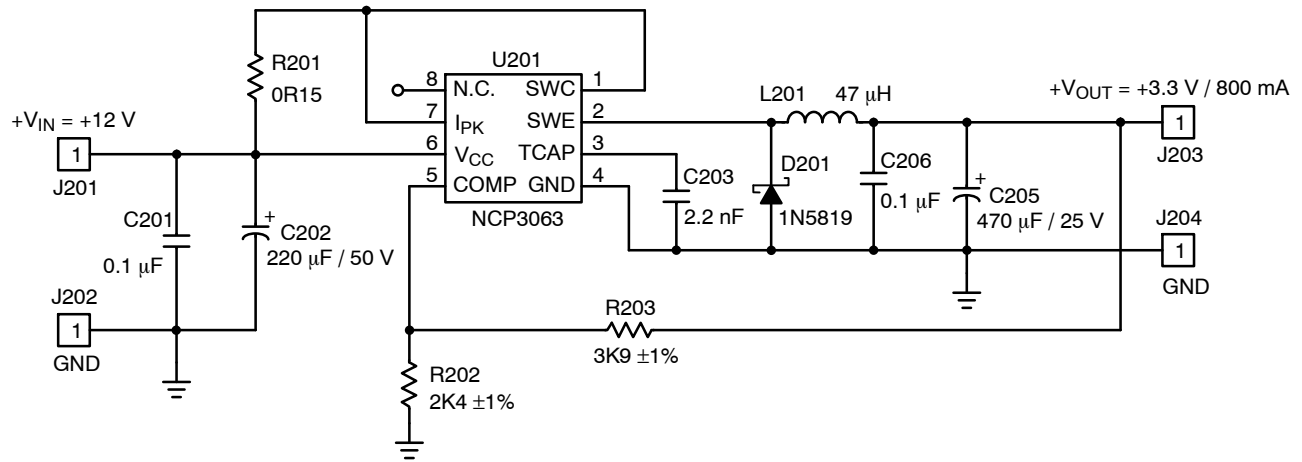 U201
R201
0R15
8 N.C. SWC 1
7 IPK SWE 2
6 VCC TCAP 3
5 COMP GND 4
NCP3063
+VIN = +12 V
1
J201
C201
0.1 μF
+
C202
220 μF / 50 V
J202
1
GND
L201 47 μH
C203
2.2 nF
D201
1N5819
C206
0.1 μF
+
C205
470 μF / 25 V
+VOUT = +3.3 V / 800 mA
1
J203
J204
1
GND
R203
3K9 ±1%
R202
2K4 ±1%